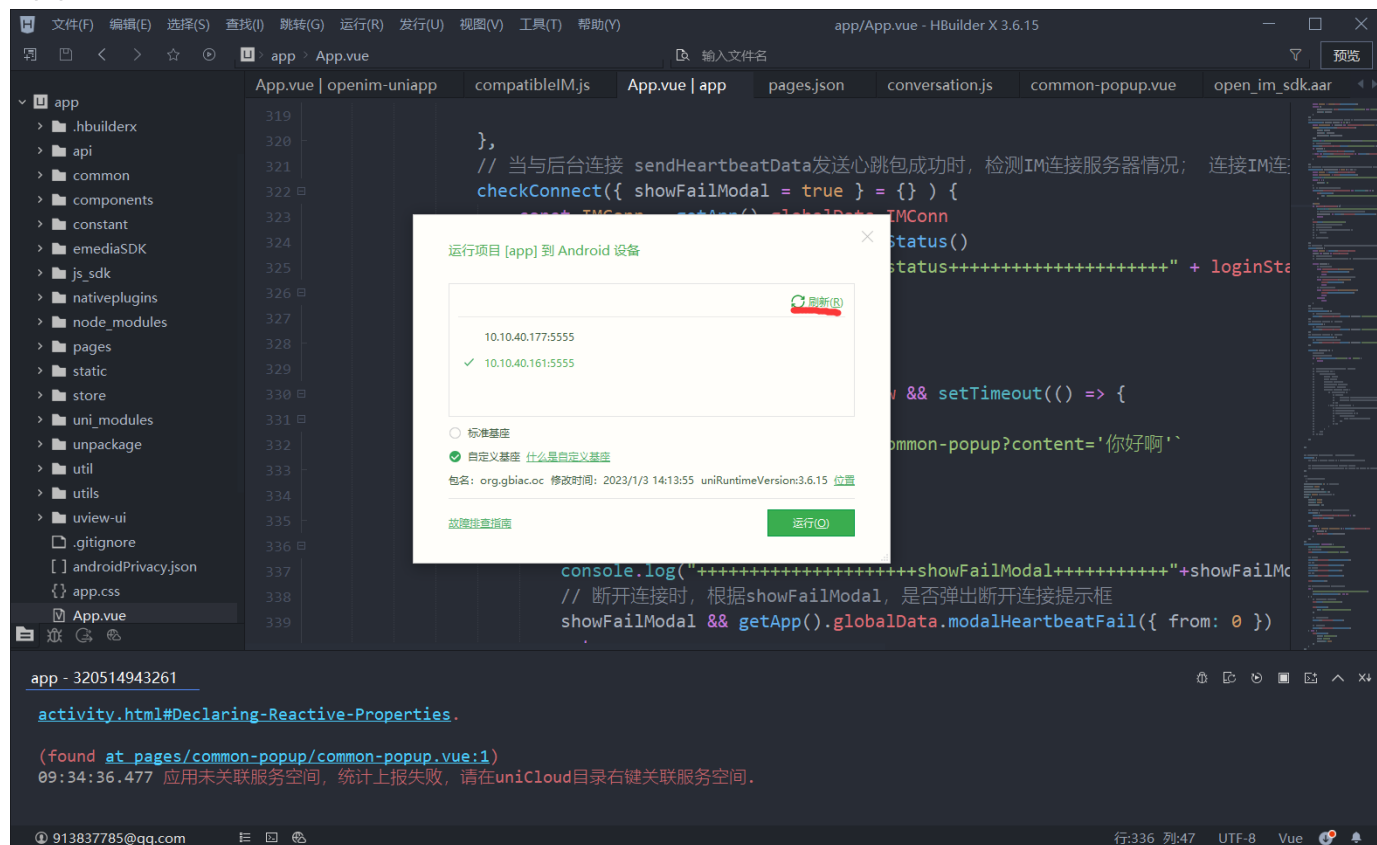 文件(F) 编辑(E) 选择(S) 查找(I) 跳转(G) 运行(R) 发行(U) 视图(V) 工具(T) 帮助(Y) app/App.vue - HBuilder X 3.6.15
app App.vue 输入文件名 预览
App.vue | openim-uniapp compatibleIM.js App.vue | app pages.json conversation.js common-popup.vue open_im_sdk.aar
app
.hbuilderx
api
common
components
constant
emediaSDK
js_sdk
nativeplugins
node_modules
pages
static
store
uni_modules
unpackage
util
utils
uview-ui
.gitignore
androidPrivacy.json
app.css
App.vue
319
320 },
321 // 当与后台连接 sendHeartbeatData发送心跳包成功时，检测IM连接服务器情况； 连接IM连
322 checkConnect({ showFailModal = true } = {} ) {
323 const IMConn = getApp().globalData.IMConn
324 Status()
325 status+++++++++++++++++++++" + loginSta
326
327
328
329
330 && setTimeout(() => {
331
332 ommon-popup?content='你好啊'`
333
334
335
336
337 console.log("+++++++++++++++++++++showFailModal+++++++++++"+showFailMo
338 // 断开连接时，根据showFailModal，是否弹出断开连接提示框
339 showFailModal && getApp().globalData.modalHeartbeatFail({ from: 0 })
运行项目 [app] 到 Android 设备
刷新(R)
10.10.40.177:5555
10.10.40.161:5555
标准基座
自定义基座 什么是自定义基座
包名：org.gbiac.oc 修改时间：2023/1/3 14:13:55 uniRuntimeVersion:3.6.15 位置
故障排查指南 运行(O)
app - 320514943261
activity.html#Declaring-Reactive-Properties.
(found at pages/common-popup/common-popup.vue:1)
09:34:36.477 应用未关联服务空间，统计上报失败，请在uniCloud目录右键关联服务空间.
913837785@qq.com 行:336 列:47 UTF-8 Vue